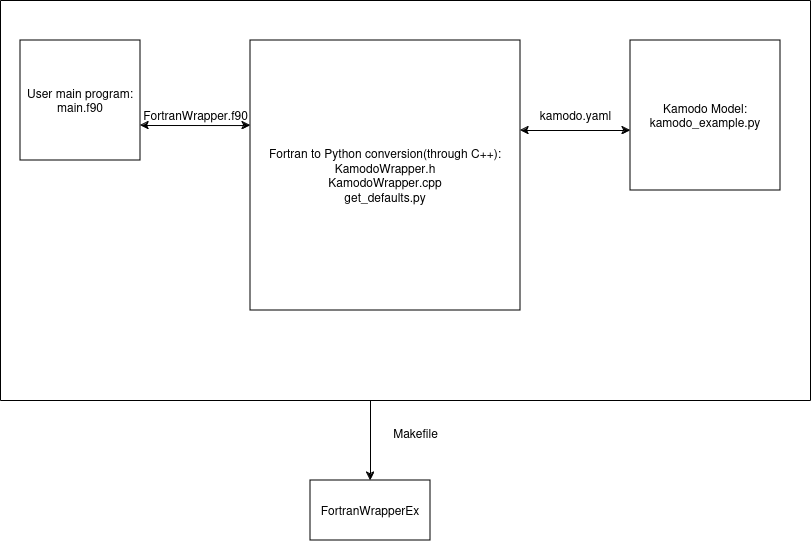 User main program:
main.f90
FortranWrapper.f90
Fortran to Python conversion(through C++):
KamodoWrapper.h
KamodoWrapper.cpp
get_defaults.py
kamodo.yaml
Kamodo Model:
kamodo_example.py
Makefile
FortranWrapperEx